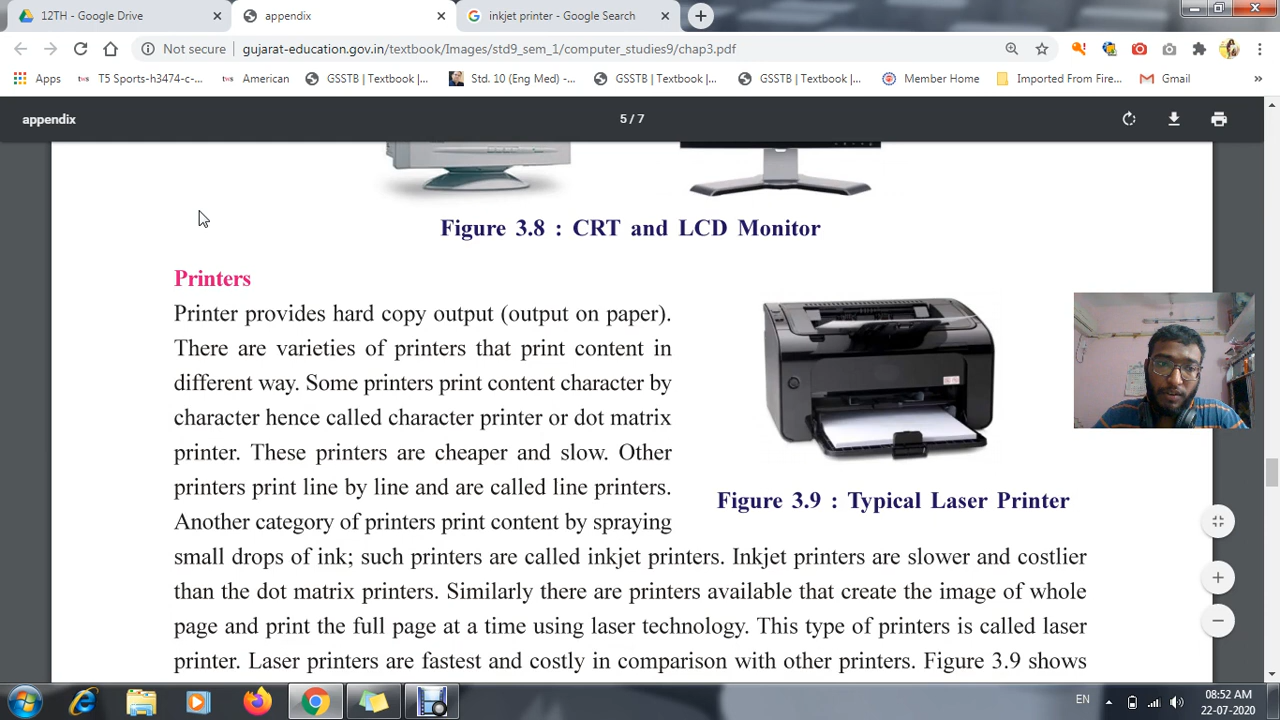 12TH - Google Drive
appendix
inkjet printer - Google Search
Not secure
gujarat-education.gov.in/textbook/Images/std9_sem_1/computer_studies9/chap3.pdf
Apps
T5 Sports-h3474-c-...
American
GSSTB | Textbook |...
Std. 10 (Eng Med) -...
GSSTB | Textbook |...
GSSTB | Textbook |...
Member Home
Imported From Fire...
Gmail
»
appendix
5 / 7
Figure 3.8 : CRT and LCD Monitor
Printers
Printer provides hard copy output (output on paper).
There are varieties of printers that print content in
different way. Some printers print content character by
character hence called character printer or dot matrix
printer. These printers are cheaper and slow. Other
printers print line by line and are called line printers.
Another category of printers print content by spraying
Figure 3.9 : Typical Laser Printer
small drops of ink; such printers are called inkjet printers. Inkjet printers are slower and costlier
than the dot matrix printers. Similarly there are printers available that create the image of whole
page and print the full page at a time using laser technology. This type of printers is called laser
printer. Laser printers are fastest and costly in comparison with other printers. Figure 3.9 shows
EN
08:52 AM
22-07-2020